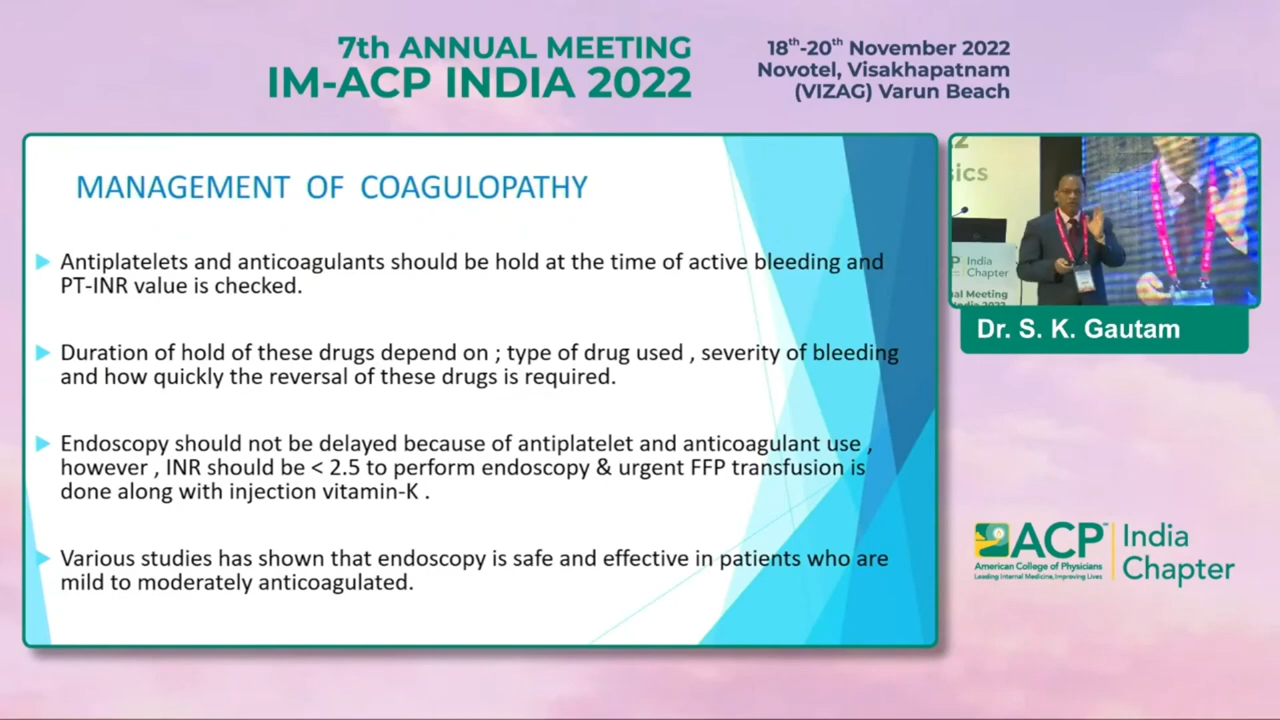 7th ANNUAL MEETING
IM-ACP INDIA 2022
18th-20th November 2022
Novotel, Visakhapatnam
(VIZAG) Varun Beach
MANAGEMENT OF COAGULOPATHY
Antiplatelets and anticoagulants should be hold at the time of active bleeding and
PT-INR value is checked.
Duration of hold of these drugs depend on ; type of drug used , severity of bleeding
and how quickly the reversal of these drugs is required.
Endoscopy should not be delayed because of antiplatelet and anticoagulant use ,
however , INR should be < 2.5 to perform endoscopy & urgent FFP transfusion is
done along with injection vitamin-K .
Various studies has shown that endoscopy is safe and effective in patients who are
mild to moderately anticoagulated.
sics
India
Chapter
al Meeting
Dr. S. K. Gautam
ACP
American College of Physicians
Leading Internal Medicine, Improving Lives
India
Chapter